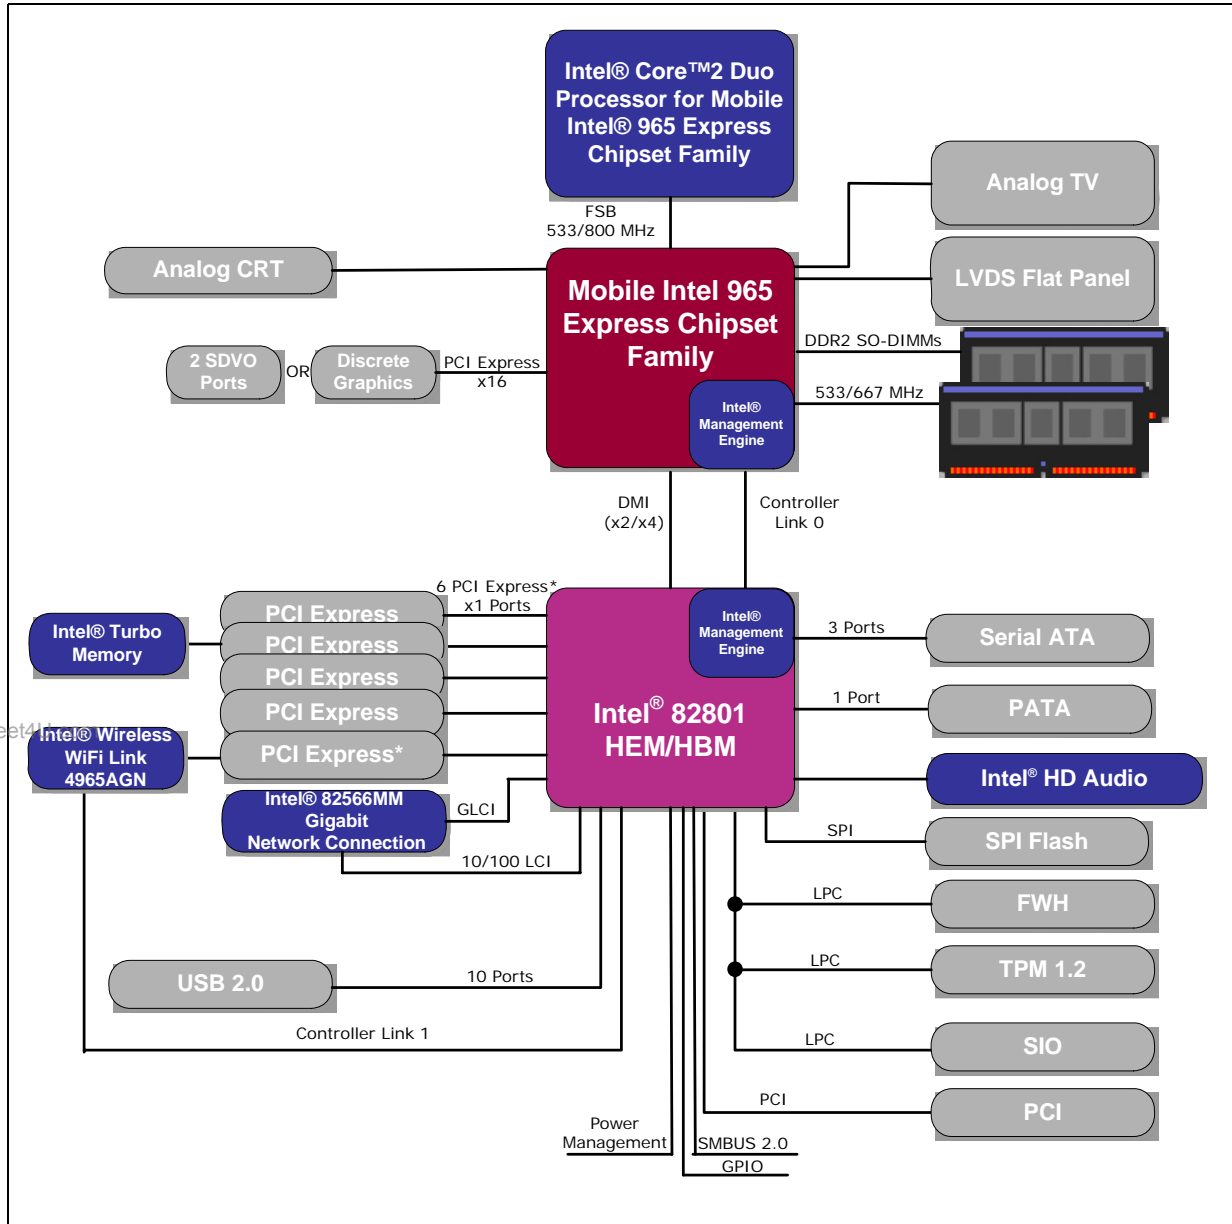 Intel® Core™2 Duo
Processor for Mobile
Intel® 965 Express
Chipset Family
FSB
533/800 MHz
Analog TV
Analog CRT
Mobile Intel 965
Express Chipset
Family
LVDS Flat Panel
2 SDVO
Ports
OR
Discrete
Graphics
PCI Express
x16
DDR2 SO-DIMMs
533/667 MHz
Intel®
Management
Engine
DMI
(x2/x4)
Controller
Link 0
6 PCI Express*
x1 Ports
PCI Express
PCI Express
PCI Express
PCI Express
PCI Express*
Intel® Turbo
Memory
Intel® Wireless
WiFi Link
4965AGN
Intel®
Management
Engine
Intel® 82801
HEM/HBM
3 Ports
Serial ATA
1 Port
PATA
Intel® HD Audio
Intel® 82566MM
Gigabit
Network Connection
GLCI
10/100 LCI
SPI
SPI Flash
LPC
FWH
LPC
TPM 1.2
USB 2.0
10 Ports
Controller Link 1
LPC
SIO
PCI
PCI
Power
Management
SMBUS 2.0
GPIO